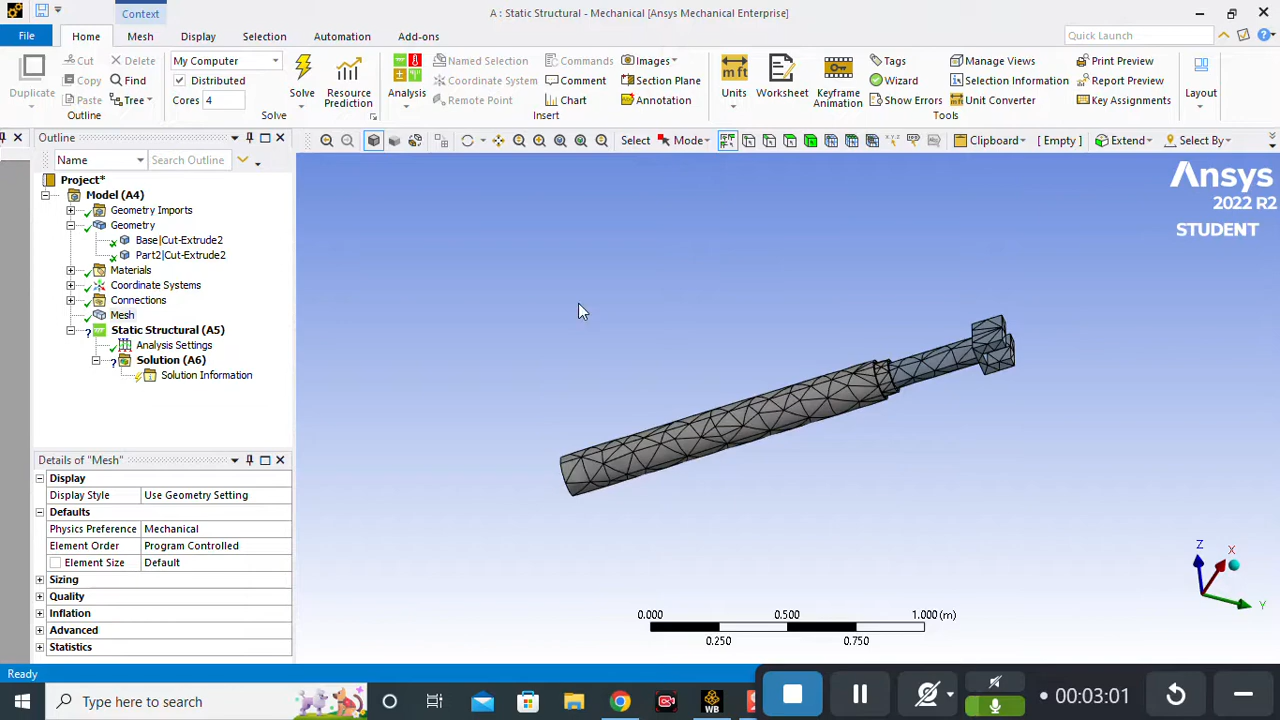 A : Static Structural - Mechanical [Ansys Mechanical Enterprise]
Context
File Home Mesh Display Selection Automation Add-ons Quick Launch
Duplicate Cut Copy Paste Delete Find Tree Outline
My Computer Distributed Cores 4 Solve Resource Prediction Solve
Analysis Named Selection Coordinate System Remote Point Commands Comment Chart Images Section Plane Annotation Insert
Units Worksheet Keyframe Animation Tags Wizard Show Errors Manage Views Selection Information Unit Converter Print Preview Report Preview Key Assignments Tools Layout
Outline
Select Mode Clipboard [ Empty ] Extend Select By
Name Search Outline
Project*
Model (A4)
Geometry Imports
Geometry
Base|Cut-Extrude2
Part2|Cut-Extrude2
Materials
Coordinate Systems
Connections
Mesh
Static Structural (A5)
Analysis Settings
Solution (A6)
Solution Information
Ansys
2022 R2
STUDENT
Details of "Mesh"
Display
Display Style Use Geometry Setting
Defaults
Physics Preference Mechanical
Element Order Program Controlled
Element Size Default
Sizing
Quality
Inflation
Advanced
Statistics
Z X Y
0.000 0.500 1.000 (m)
0.250 0.750
Ready
Type here to search
WB
00:03:01